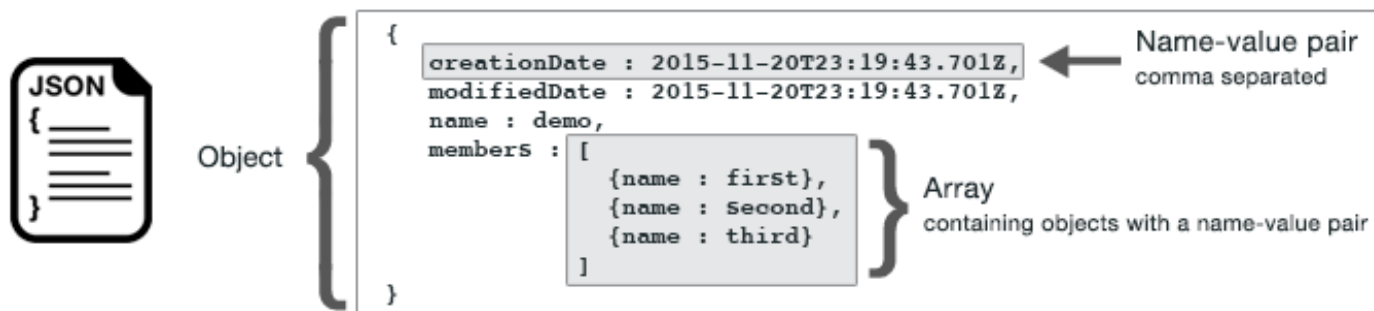 JSON
{
}
Object
{
creationDate : 2015-11-20T23:19:43.701Z,
modifiedDate : 2015-11-20T23:19:43.701Z,
name : demo,
members : [
{name : first},
{name : second},
{name : third}
]
}
Name-value pair
comma separated
Array
containing objects with a name-value pair